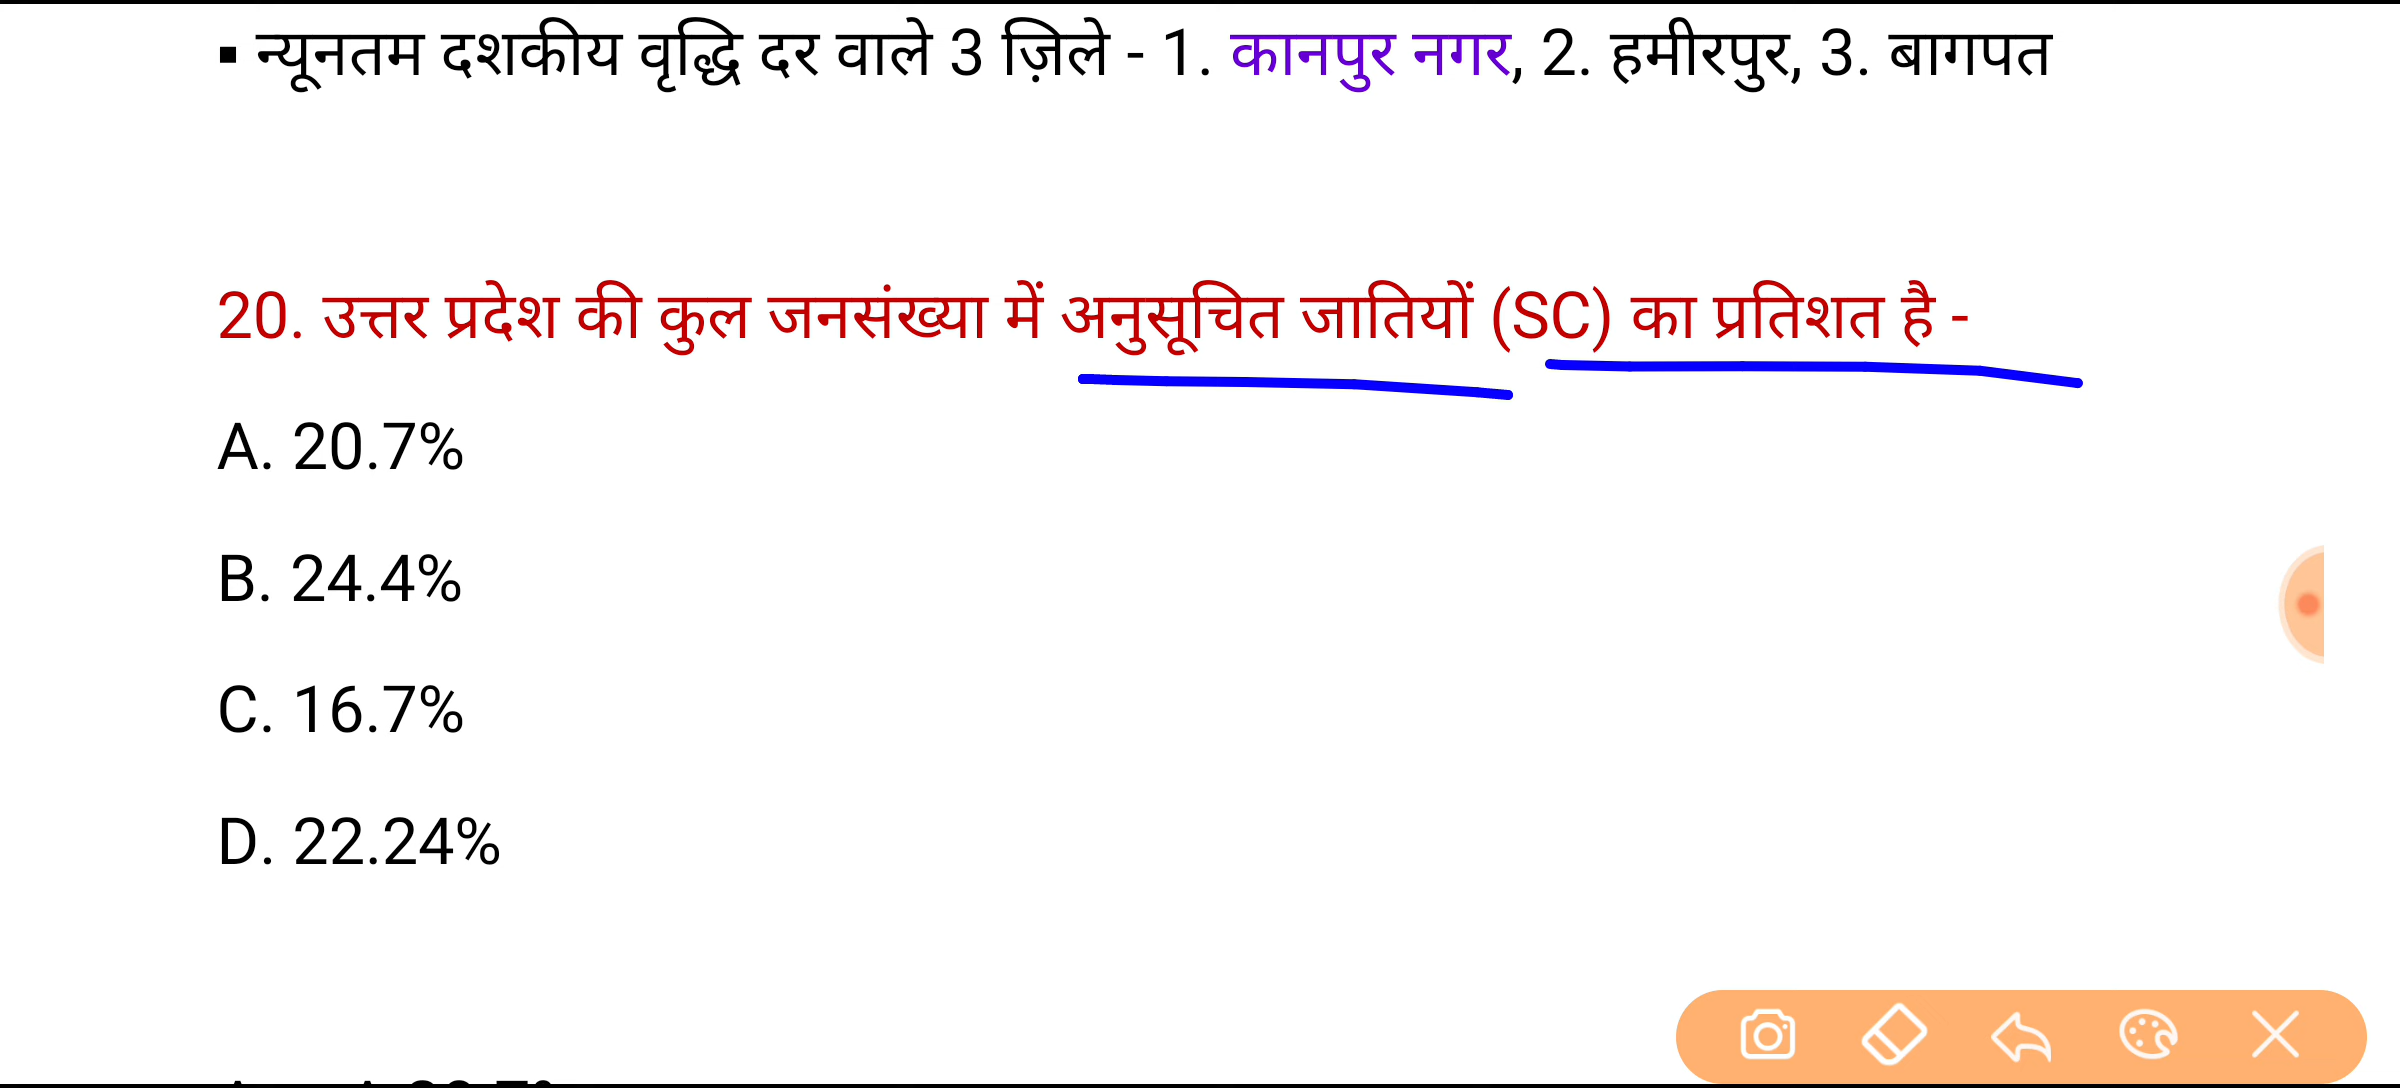 ▪ न्यूनतम दशकीय वृद्धि दर वाले 3 ज़िले - 1. कानपुर नगर, 2. हमीरपुर, 3. बागपत
20. उत्तर प्रदेश की कुल जनसंख्या में अनुसूचित जातियों (SC) का प्रतिशत है -
A. 20.7%
B. 24.4%
C. 16.7%
D. 22.24%